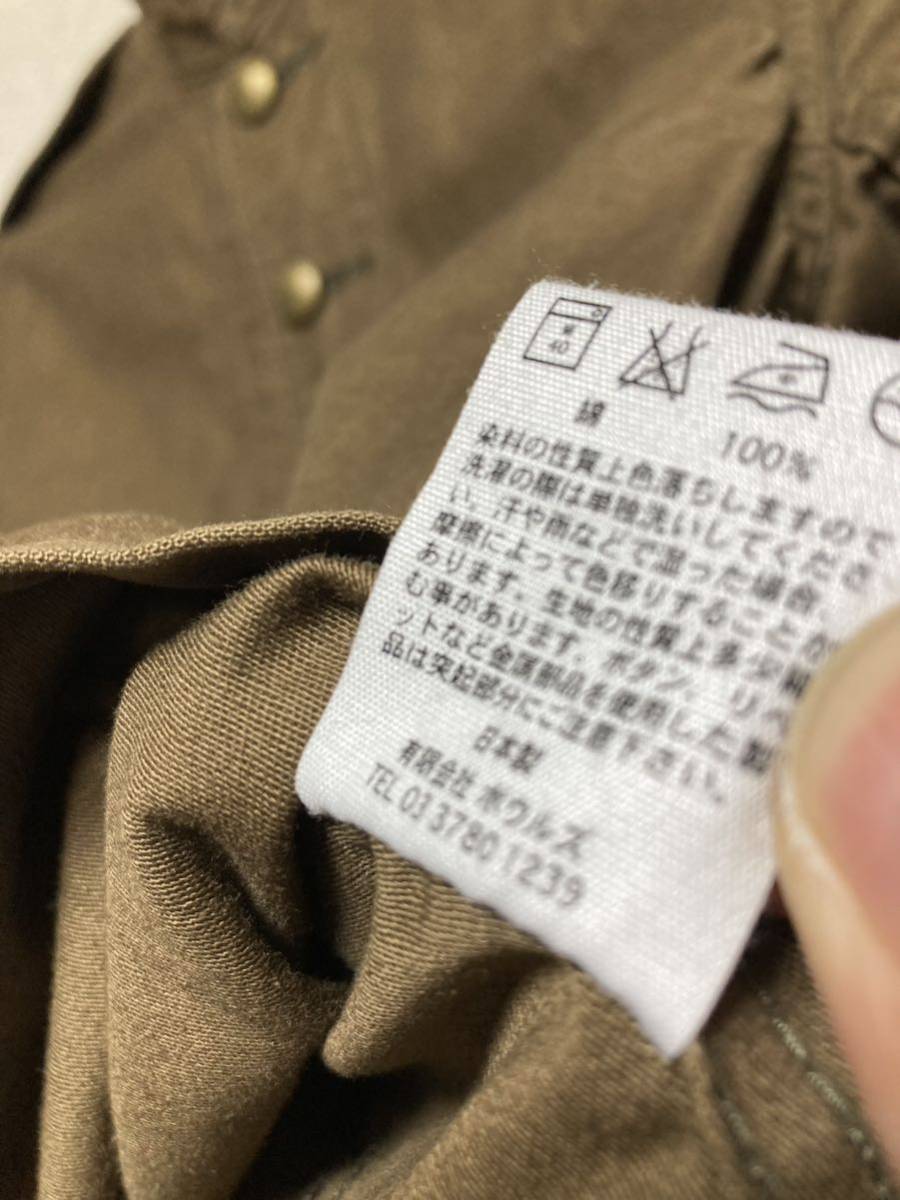 弱
40
綿 100%
染料の性質上色落ちしますので
洗濯の際は単独洗いしてくださ
い。汗や雨などで湿った場合、
摩擦によって色移りすることが
あります。生地の性質上多少縮
む事があります。ボタン、リベ
ットなど金属部品を使用した製
品は突起部分にご注意下さい。
日本製
有限会社 ボウルズ
TEL 03 3780 1239